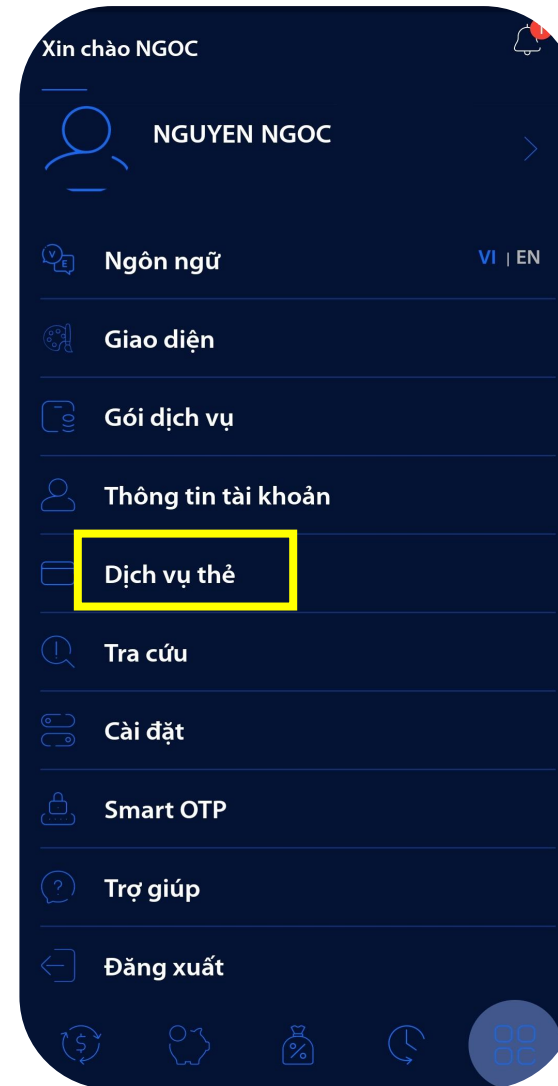 Xin chào NGOC
1
NGUYEN NGOC
Ngôn ngữ VI | EN
Giao diện
Gói dịch vụ
Thông tin tài khoản
Dịch vụ thẻ
Tra cứu
Cài đặt
Smart OTP
Trợ giúp
Đăng xuất